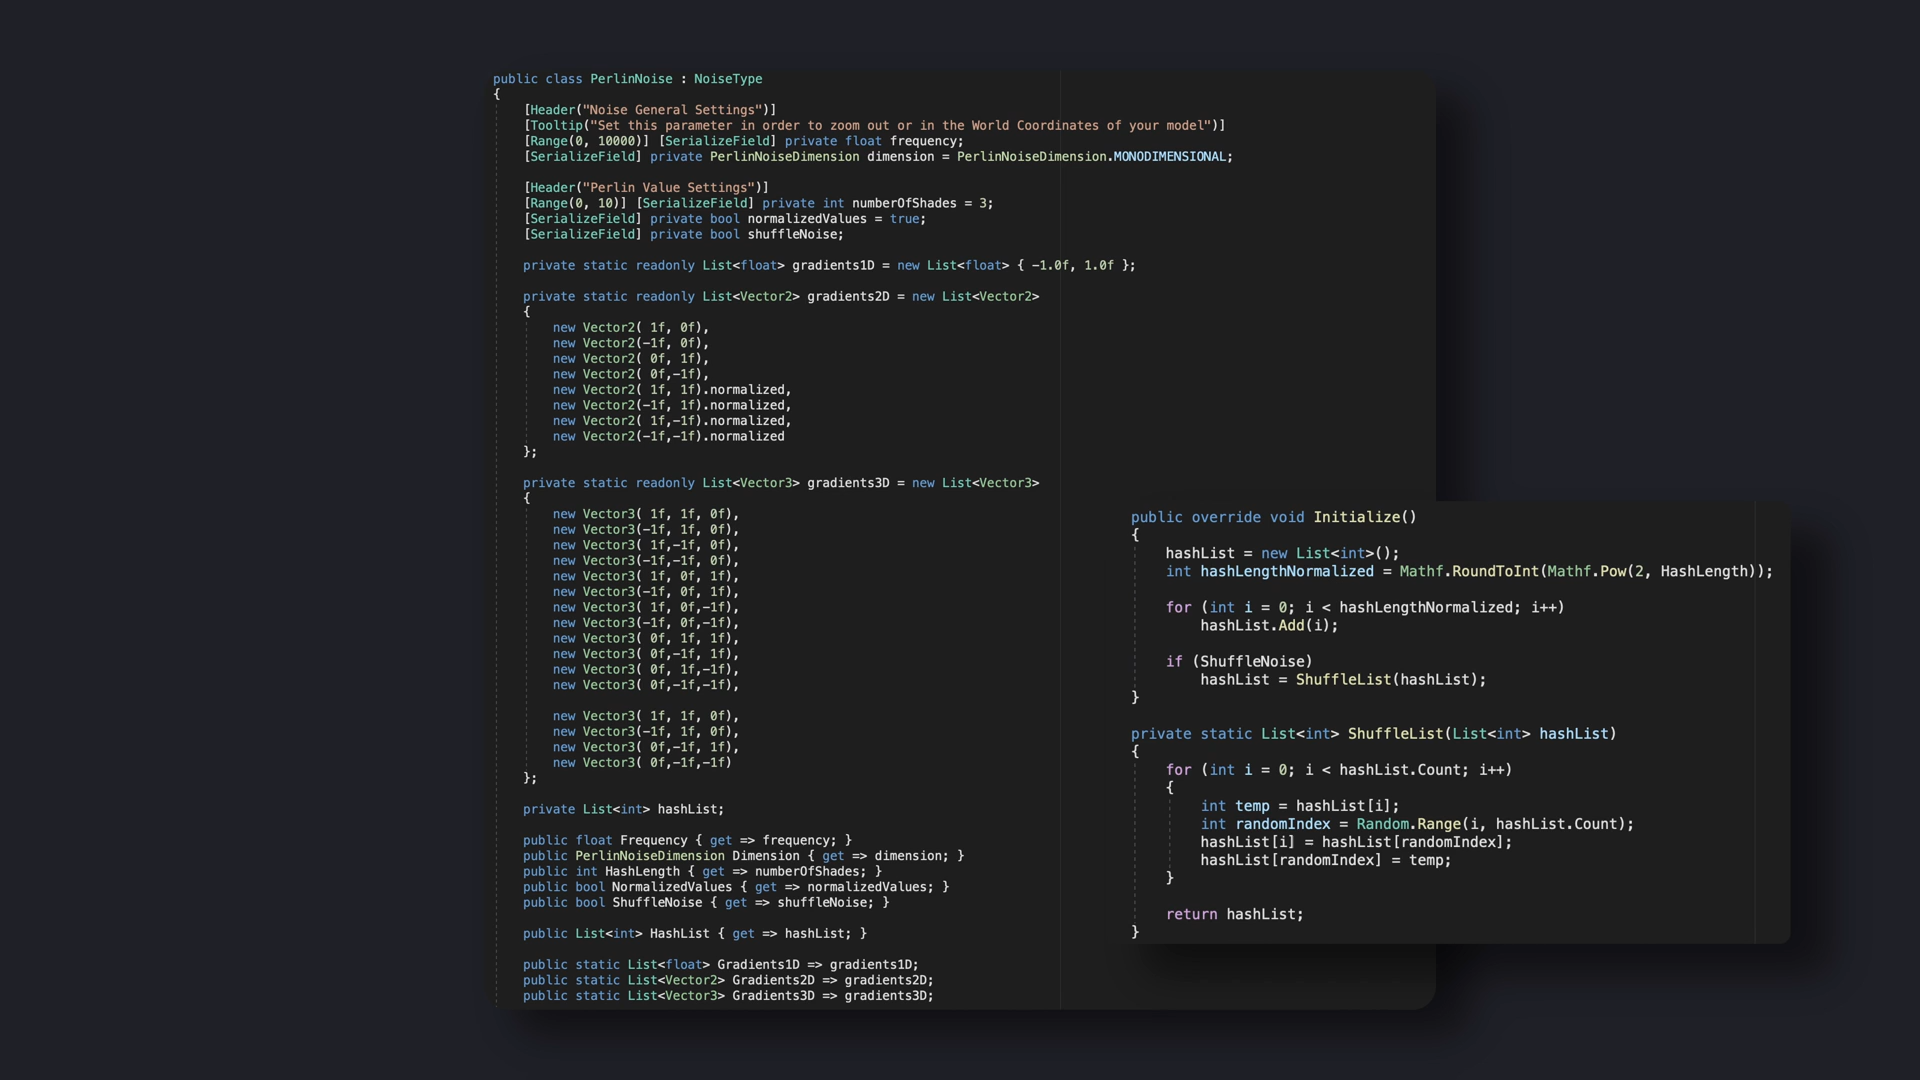 public class PerlinNoise : NoiseType
{
    [Header("Noise General Settings")]
    [Tooltip("Set this parameter in order to zoom out or in the World Coordinates of your model")]
    [Range(0, 10000)] [SerializeField] private float frequency;
    [SerializeField] private PerlinNoiseDimension dimension = PerlinNoiseDimension.MONODIMENSIONAL;

    [Header("Perlin Value Settings")]
    [Range(0, 10)] [SerializeField] private int numberOfShades = 3;
    [SerializeField] private bool normalizedValues = true;
    [SerializeField] private bool shuffleNoise;

    private static readonly List<float> gradients1D = new List<float> { -1.0f, 1.0f };

    private static readonly List<Vector2> gradients2D = new List<Vector2>
    {
        new Vector2( 1f, 0f),
        new Vector2(-1f, 0f),
        new Vector2( 0f, 1f),
        new Vector2( 0f,-1f),
        new Vector2( 1f, 1f).normalized,
        new Vector2(-1f, 1f).normalized,
        new Vector2( 1f,-1f).normalized,
        new Vector2(-1f,-1f).normalized
    };

    private static readonly List<Vector3> gradients3D = new List<Vector3>
    {
        new Vector3( 1f, 1f, 0f),
        new Vector3(-1f, 1f, 0f),
        new Vector3( 1f,-1f, 0f),
        new Vector3(-1f,-1f, 0f),
        new Vector3( 1f, 0f, 1f),
        new Vector3(-1f, 0f, 1f),
        new Vector3( 1f, 0f,-1f),
        new Vector3(-1f, 0f,-1f),
        new Vector3( 0f, 1f, 1f),
        new Vector3( 0f,-1f, 1f),
        new Vector3( 0f, 1f,-1f),
        new Vector3( 0f,-1f,-1f),

        new Vector3( 1f, 1f, 0f),
        new Vector3(-1f, 1f, 0f),
        new Vector3( 0f,-1f, 1f),
        new Vector3( 0f,-1f,-1f)
    };

    private List<int> hashList;

    public float Frequency { get => frequency; }
    public PerlinNoiseDimension Dimension { get => dimension; }
    public int HashLength { get => numberOfShades; }
    public bool NormalizedValues { get => normalizedValues; }
    public bool ShuffleNoise { get => shuffleNoise; }

    public List<int> HashList { get => hashList; }

    public static List<float> Gradients1D => gradients1D;
    public static List<Vector2> Gradients2D => gradients2D;
    public static List<Vector3> Gradients3D => gradients3D;

public override void Initialize()
{
    hashList = new List<int>();
    int hashLengthNormalized = Mathf.RoundToInt(Mathf.Pow(2, HashLength));

    for (int i = 0; i < hashLengthNormalized; i++)
        hashList.Add(i);

    if (ShuffleNoise)
        hashList = ShuffleList(hashList);
}

private static List<int> ShuffleList(List<int> hashList)
{
    for (int i = 0; i < hashList.Count; i++)
    {
        int temp = hashList[i];
        int randomIndex = Random.Range(i, hashList.Count);
        hashList[i] = hashList[randomIndex];
        hashList[randomIndex] = temp;
    }

    return hashList;
}